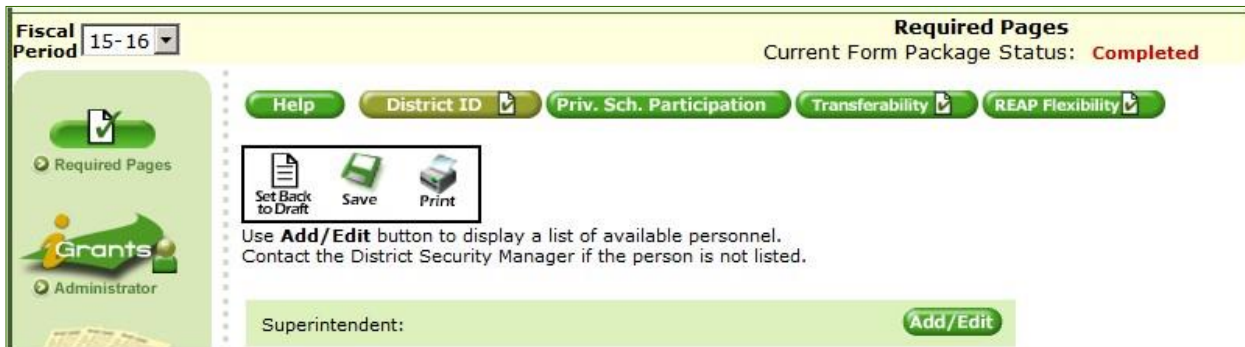 Fiscal
Period 15-16
Required Pages
Current Form Package Status: Completed
Help
District ID
Priv. Sch. Participation
Transferability
REAP Flexibility
Required Pages
Set Back
to Draft
Save
Print
Use Add/Edit button to display a list of available personnel.
Contact the District Security Manager if the person is not listed.
iGrants
Administrator
Superintendent:
Add/Edit